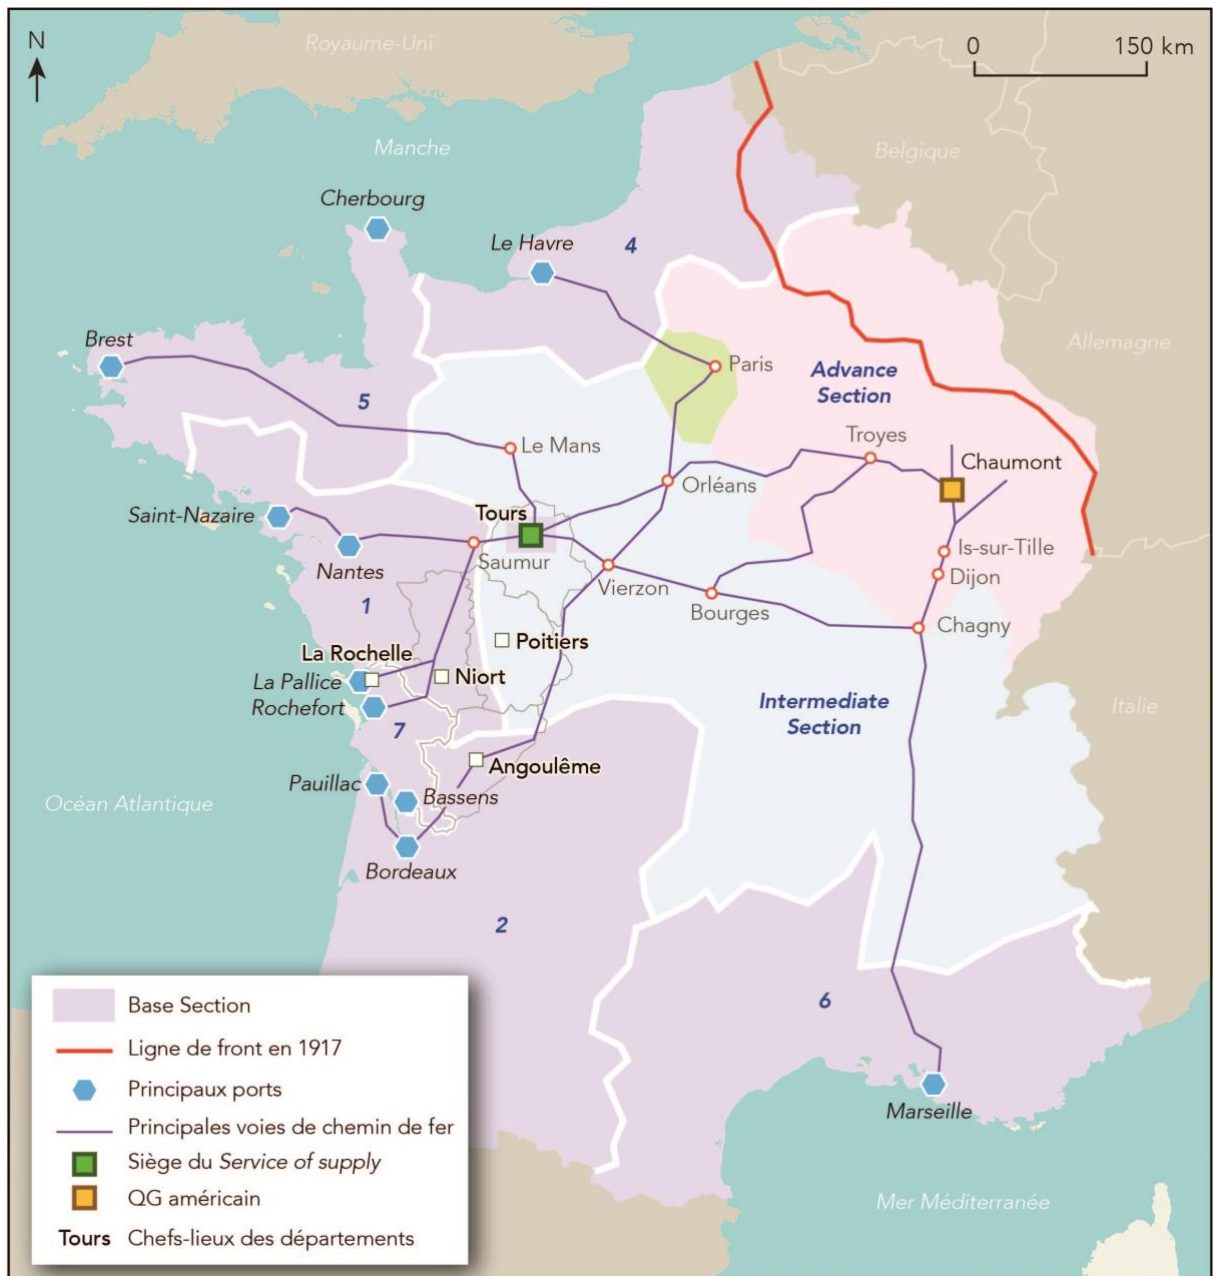 N
Royaume-Uni
0 150 km
Manche
Belgique
Cherbourg
Le Havre
4
Brest
Allemagne
Paris
Advance
Section
5
Troyes
Le Mans
Chaumont
Orléans
Tours
Saint-Nazaire
Is-sur-Tille
Saumur
Nantes
Dijon
Vierzon
Bourges
1
Chagny
Poitiers
La Rochelle
La Pallice
Niort
Rochefort
Intermediate
Section
Italie
7
Angoulême
Pauillac
Bassens
Océan Atlantique
Bordeaux
2
6
Base Section
Ligne de front en 1917
Principaux ports
Marseille
Principales voies de chemin de fer
Siège du Service of supply
QG américain
Mer Méditerranée
Tours Chefs-lieux des départements